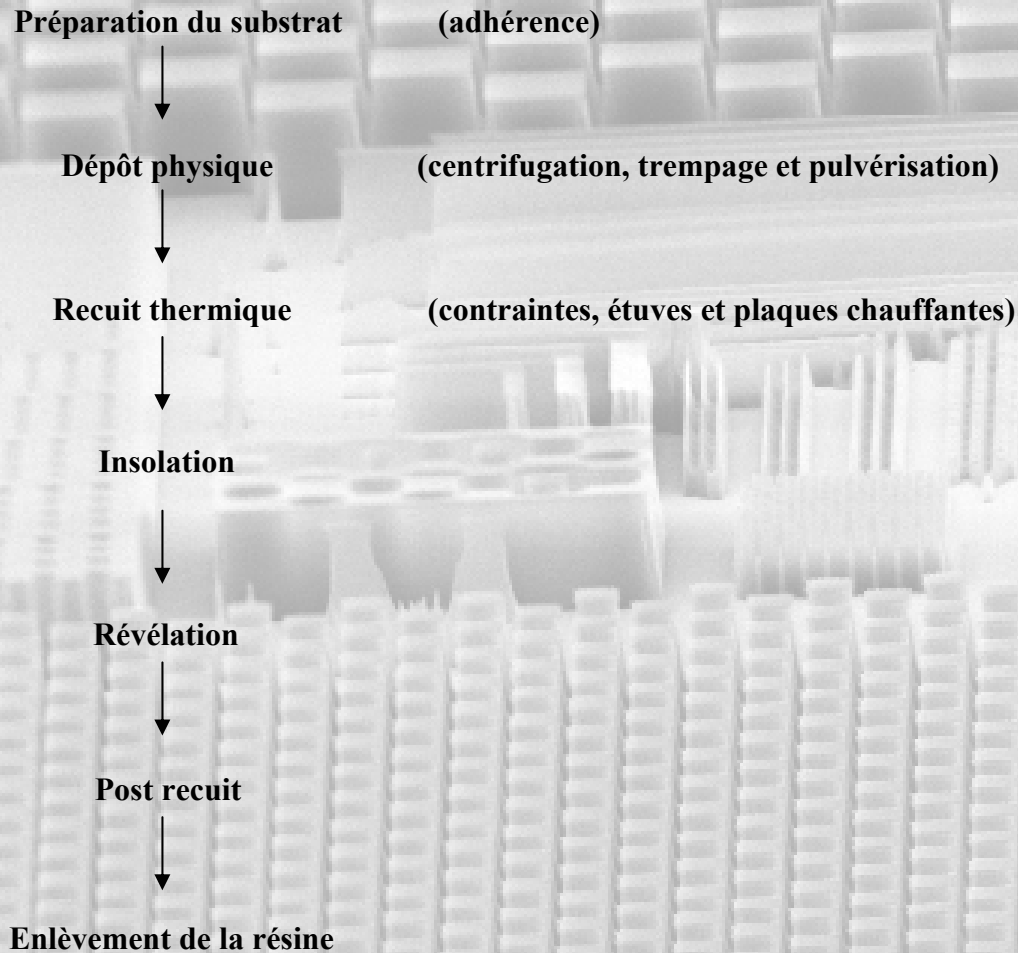 Préparation du substrat (adhérence)
Dépôt physique (centrifugation, trempage et pulvérisation)
Recuit thermique (contraintes, étuves et plaques chauffantes)
Insolation
Révélation
Post recuit
Enlèvement de la résine